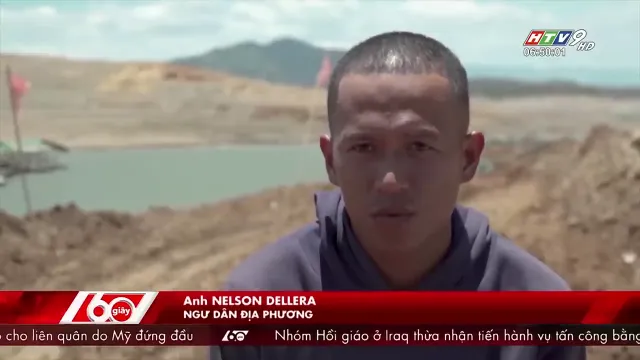 HTV9 HD
06:50:01
Anh NELSON DELLERA
60 giây
NGƯ DÂN ĐỊA PHƯƠNG
cho liên quân do Mỹ đứng đầu 60 Nhóm Hồi giáo ở Iraq thừa nhận tiến hành vụ tấn công bằng